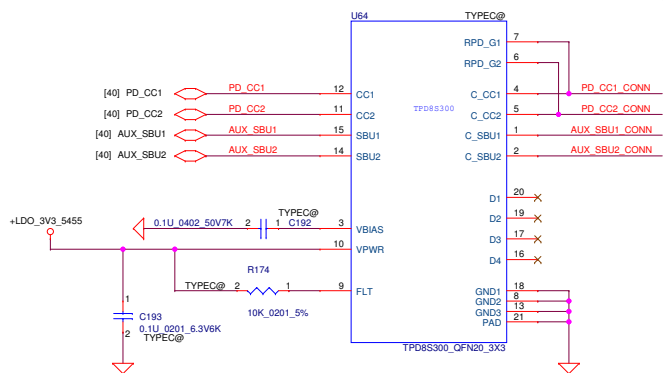 U64
TYPEC@
RPD_G1 7
RPD_G2 6
[40] PD_CC1 PD_CC1 12 CC1 C_CC1 4 PD_CC1_CONN
TPD8S300
[40] PD_CC2 PD_CC2 11 CC2 C_CC2 5 PD_CC2_CONN
[40] AUX_SBU1 AUX_SBU1 15 SBU1 C_SBU1 1 AUX_SBU1_CONN
[40] AUX_SBU2 AUX_SBU2 14 SBU2 C_SBU2 2 AUX_SBU2_CONN
D1 20
D2 19
D3 17
D4 16
TYPEC@
0.1U_0402_50V7K 2 1 C192 3 VBIAS
+LDO_3V3_5455
10 VPWR
R174
TYPEC@ 2 1 9 FLT
10K_0201_5%
GND1 18
GND2 8
GND3 13
PAD 21
1
C193
0.1U_0201_6.3V6K
2 TYPEC@
TPD8S300_QFN20_3X3